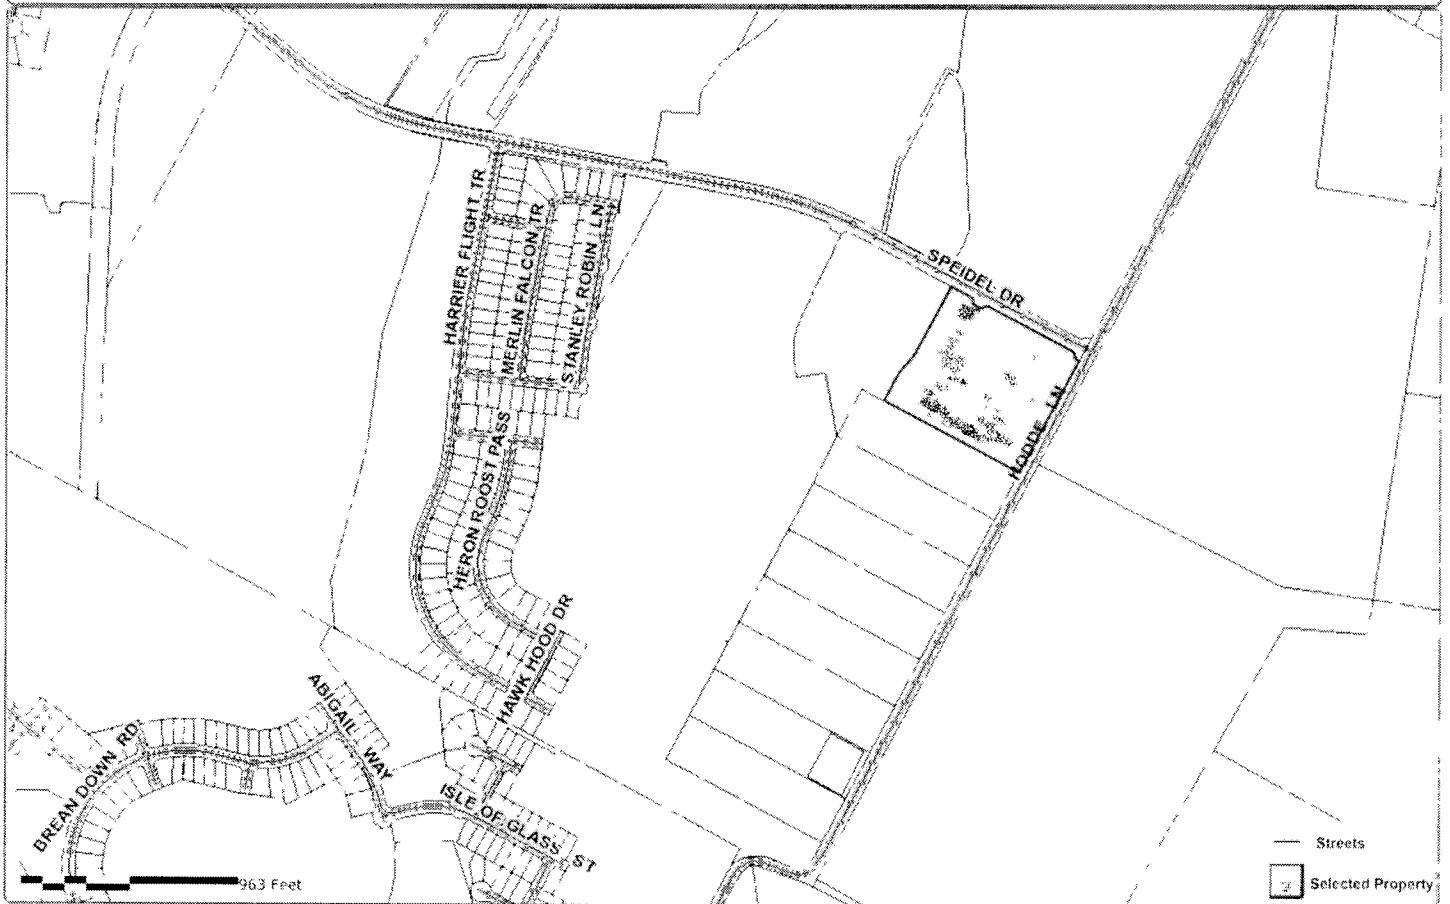 SPEIDEL DR
HARRIER FLIGHT TR
MERLIN FALCON TR
STANLEY ROBIN LN
HODDE LN
HERON ROOST PASS
HAWK HOOD DR
ABIGAIL WAY
BREAN DOWN RD
ISLE OF GLASS ST
Streets
963 Feet
Selected Property